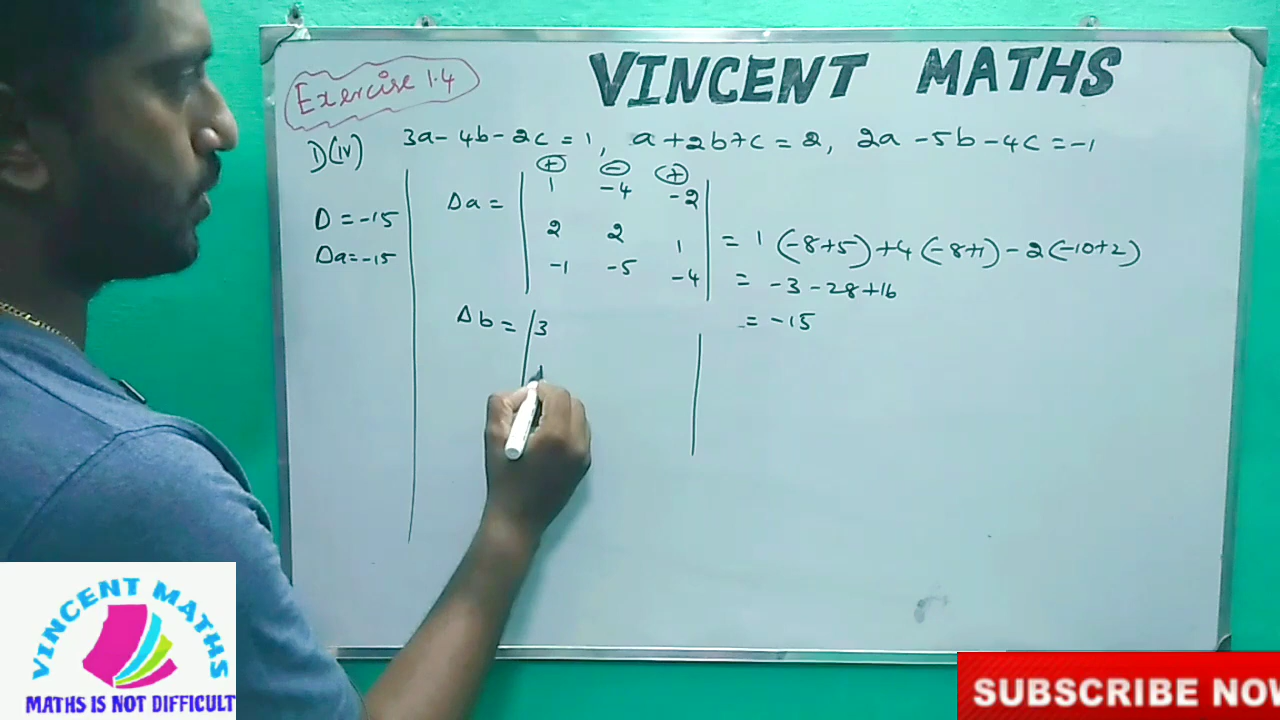 VINCENT MATHS
Exercise 1.4
D(iv) 3a - 4b - 2c = 1, a + 2b + c = 2, 2a - 5b - 4c = -1
(+) (-) (+)
Δa = | 1 -4 -2 |
D = -15
2 2 1
= 1 (-8+5) + 4 (-8+1) - 2 (-10+2)
Δa = -15
-1 -5 -4
= -3 - 28 + 16
Δb = | 3 |
= -15
1
VINCENT MATHS
MATHS IS NOT DIFFICULT
SUBSCRIBE NOW